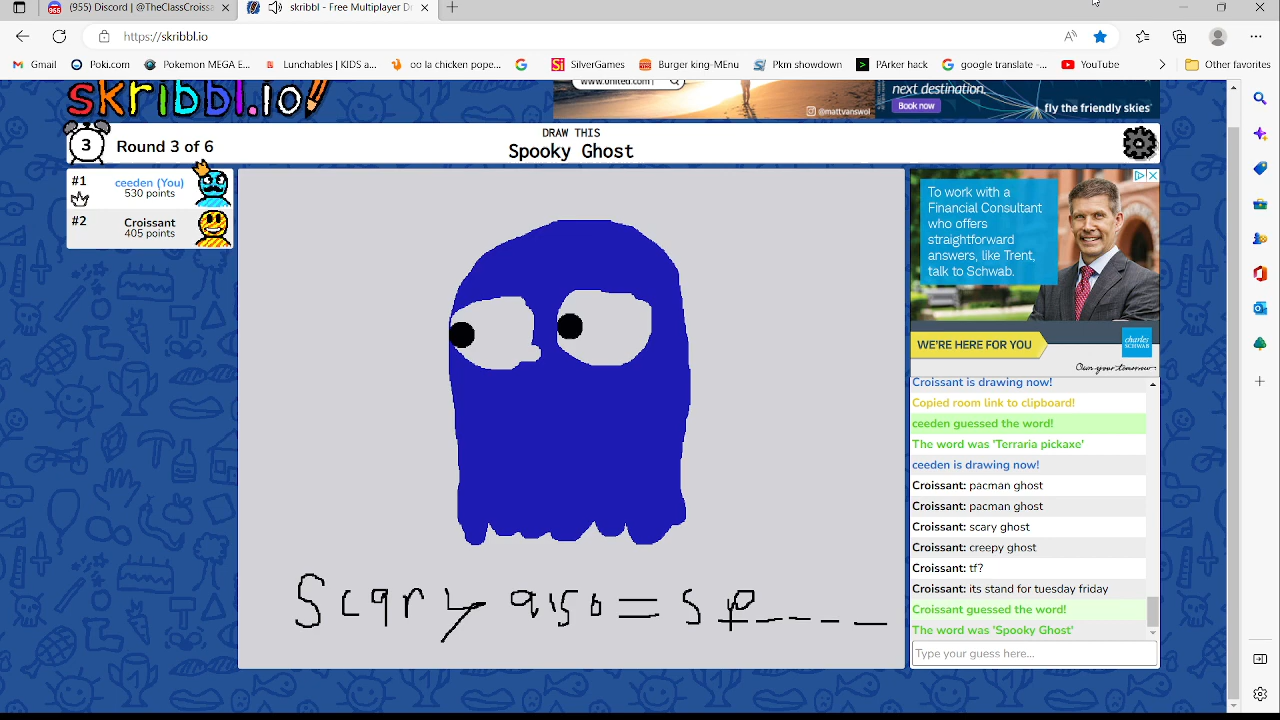 (955) Discord | @TheClassCroissa
skribbl - Free Multiplayer Dr
https://skribbl.io
Gmail
Poki.com
Pokemon MEGA E...
Lunchables | KIDS a...
oo la chicken pope...
SilverGames
Burger king-MEnu
Pkm showdown
PArker hack
google translate -...
YouTube
Other favorites
skribbl.io
www.united.com
@mattvanswol
next destination.
Book now
fly the friendly skies
3
Round 3 of 6
DRAW THIS
Spooky Ghost
#1
ceeden (You)
530 points
#2
Croissant
405 points
To work with a
Financial Consultant
who offers
straightforward
answers, like Trent,
talk to Schwab.
WE'RE HERE FOR YOU
charles
SCHWAB
Own your tomorrow
Croissant is drawing now!
Copied room link to clipboard!
ceeden guessed the word!
The word was 'Terraria pickaxe'
ceeden is drawing now!
Croissant: pacman ghost
Croissant: pacman ghost
Croissant: scary ghost
Croissant: creepy ghost
Croissant: tf?
Croissant: its stand for tuesday friday
Croissant guessed the word!
The word was 'Spooky Ghost'
Type your guess here...
Scary = Sp_ _ _ _